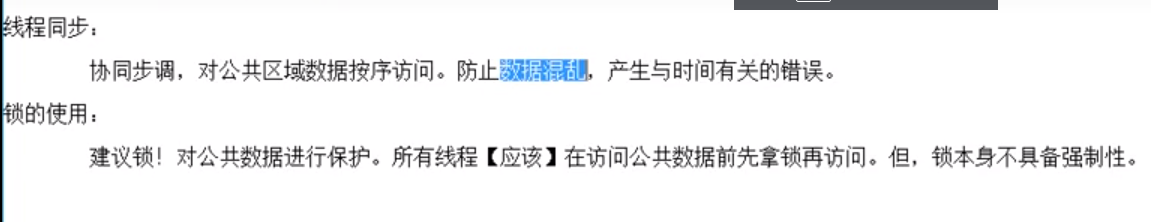 线程同步：
协同步调，对公共区域数据按序访问。防止数据混乱，产生与时间有关的错误。
锁的使用：
建议锁！对公共数据进行保护。所有线程【应该】在访问公共数据前先拿锁再访问。但，锁本身不具备强制性。